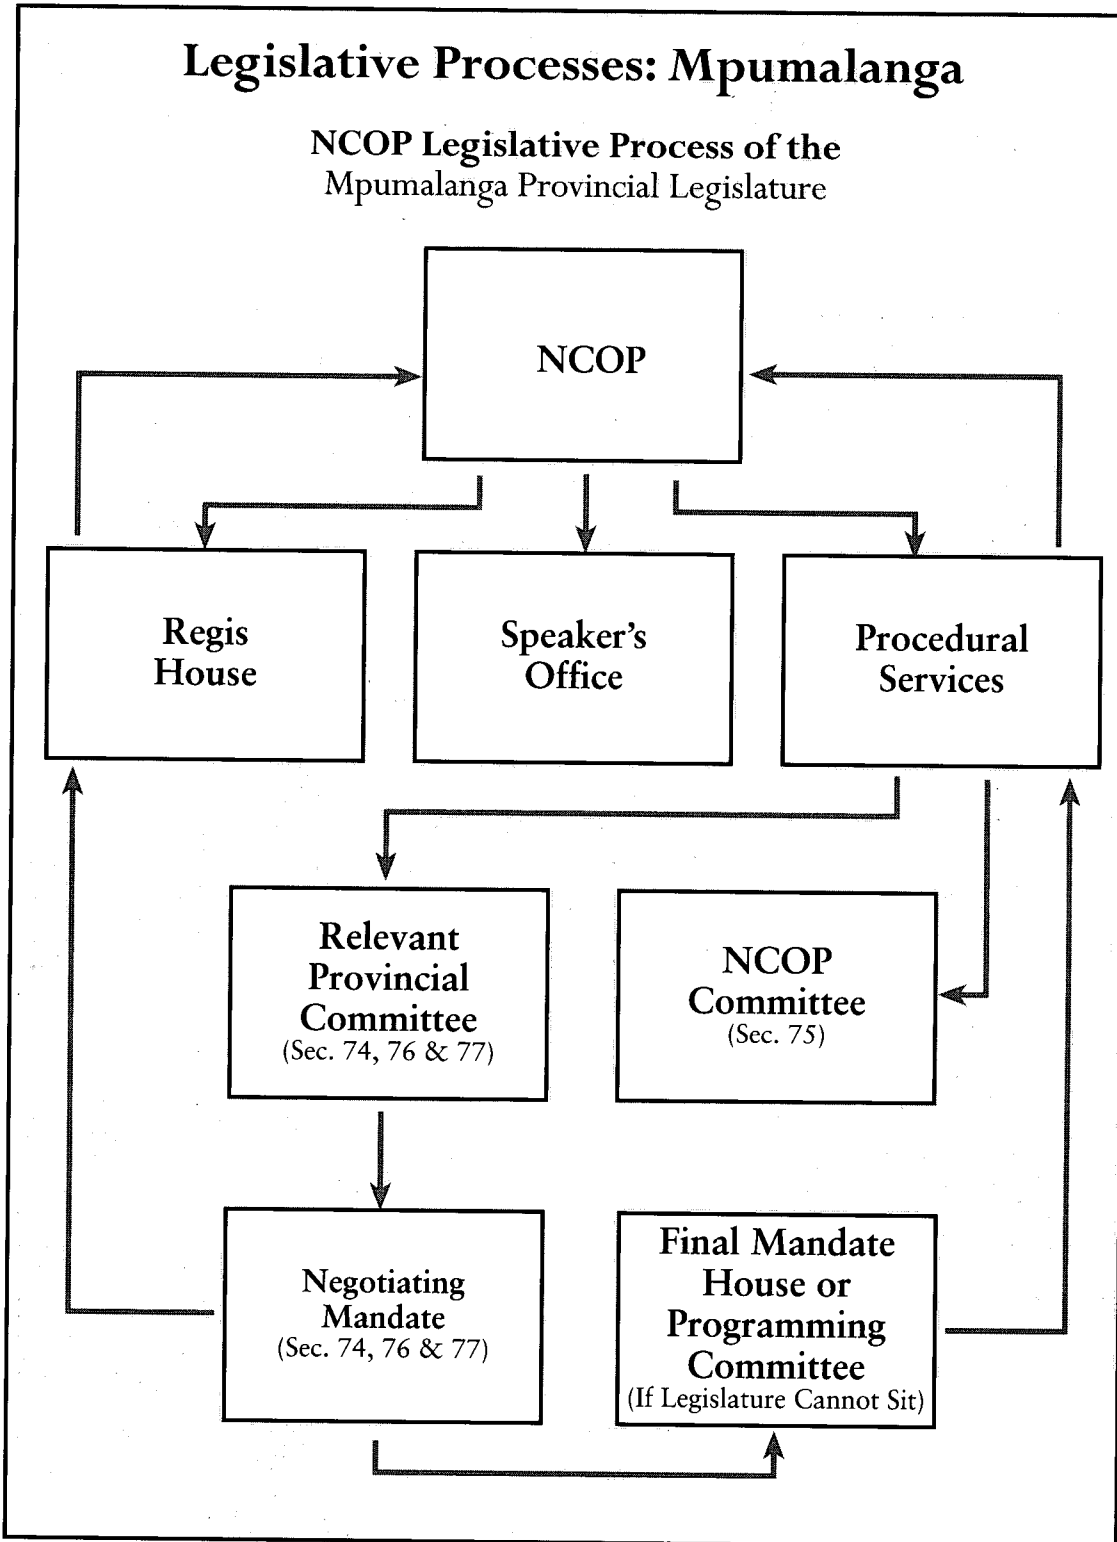 Legislative Processes: Mpumalanga
NCOP Legislative Process of the
Mpumalanga Provincial Legislature
NCOP
Regis
House
Speaker's
Office
Procedural
Services
Relevant
Provincial
Committee
(Sec. 74, 76 & 77)
NCOP
Committee
(Sec. 75)
Negotiating
Mandate
(Sec. 74, 76 & 77)
Final Mandate
House or
Programming
Committee
(If Legislature Cannot Sit)